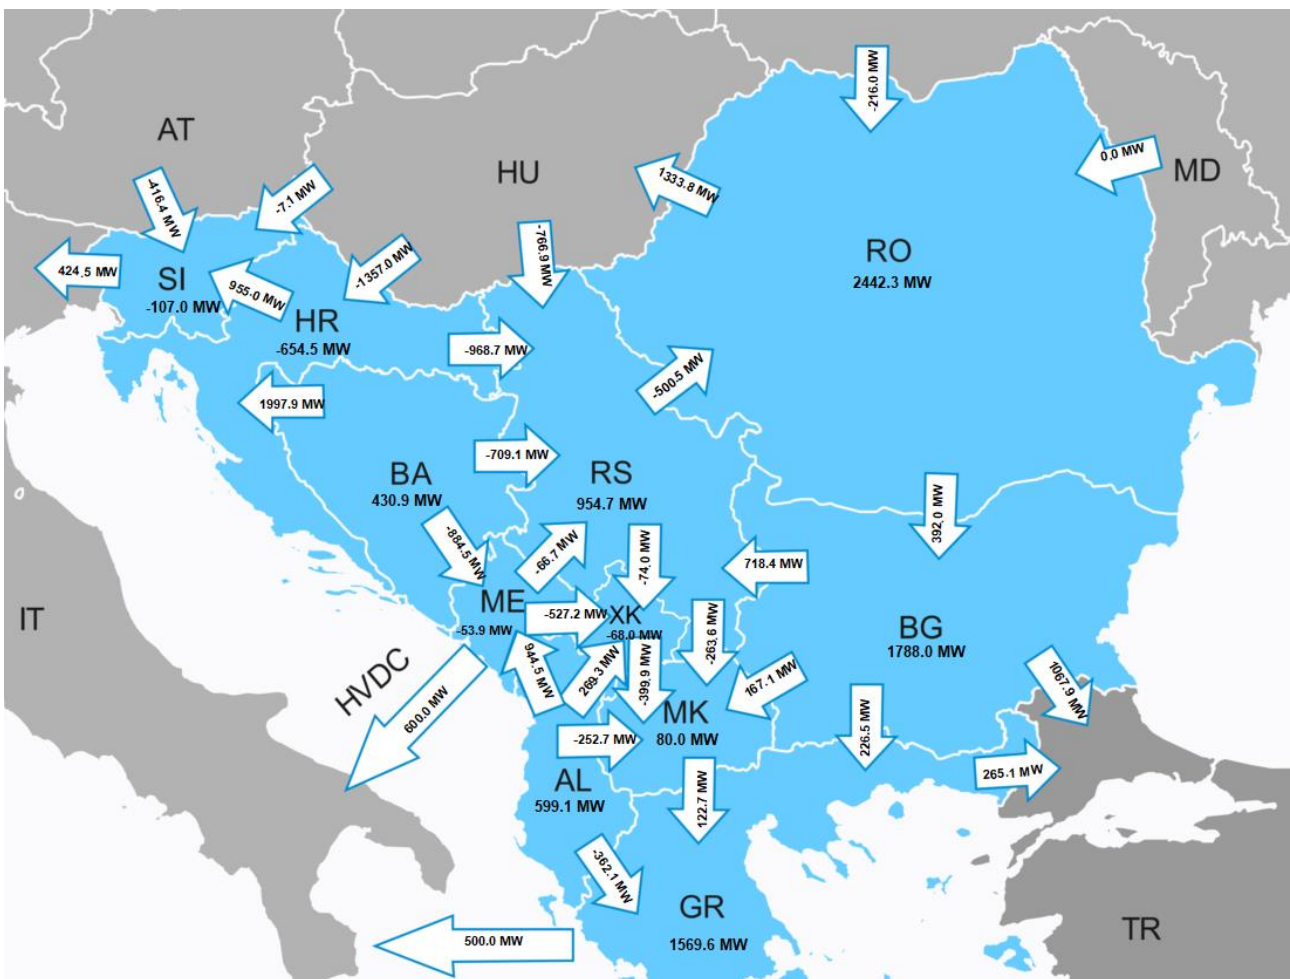 -216.0 MW
0.0 MW
AT
HU
MD
1333.8 MW
-416.4 MW
-7.1 MW
-766.9 MW
RO
2442.3 MW
424.5 MW
SI
-107.0 MW
955.0 MW
-1357.0 MW
HR
-654.5 MW
-968.7 MW
-500.5 MW
1997.9 MW
-709.1 MW
BA
430.9 MW
RS
954.7 MW
392.0 MW
-884.5 MW
-66.7 MW
-74.0 MW
718.4 MW
IT
ME
-53.9 MW
-527.2 MW
XK
-68.0 MW
-263.6 MW
BG
1788.0 MW
HVDC
600.0 MW
944.5 MW
269.3 MW
-399.9 MW
167.1 MW
1067.9 MW
MK
80.0 MW
-252.7 MW
226.5 MW
265.1 MW
AL
599.1 MW
122.7 MW
-362.1 MW
GR
1569.6 MW
500.0 MW
TR